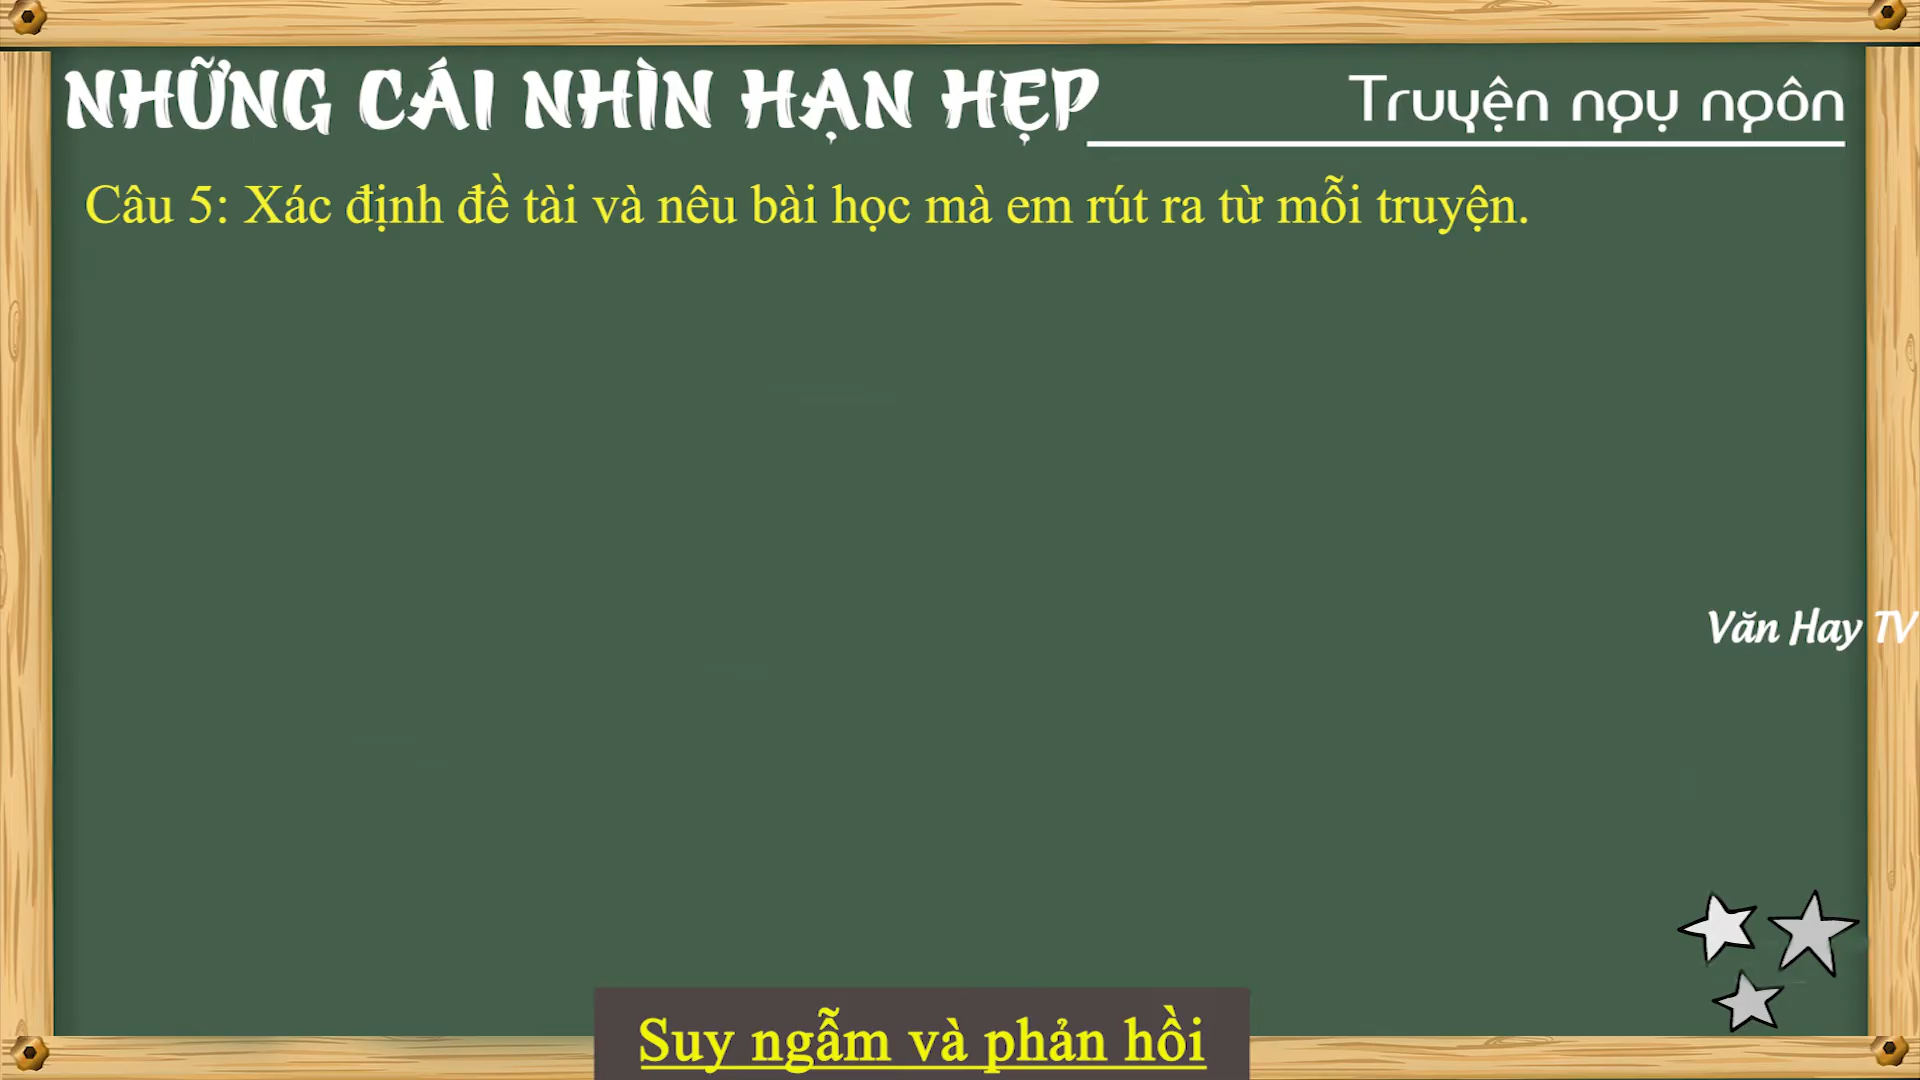 NHỮNG CÁI NHÌN HẠN HẸP
Truyện ngụ ngôn
Câu 5: Xác định đề tài và nêu bài học mà em rút ra từ mỗi truyện.
Văn Hay TV
Suy ngẫm và phản hồi